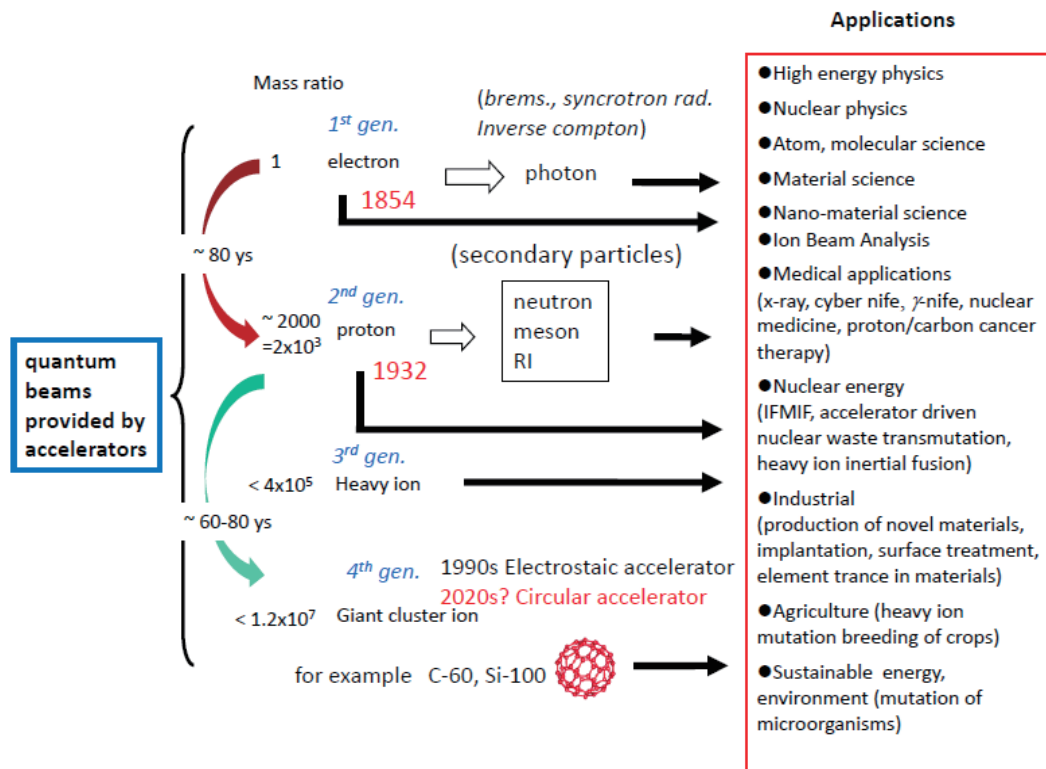 Applications
Mass ratio
1st gen.
(brems., syncrotron rad.
Inverse compton)
1
electron
photon
1854
~ 80 ys
(secondary particles)
2nd gen.
~ 2000
=2x10³
proton
neutron
meson
RI
1932
quantum
beams
provided by
accelerators
3rd gen.
< 4x10⁵
Heavy ion
~ 60-80 ys
4th gen.
1990s Electrostaic accelerator
2020s? Circular accelerator
< 1.2x10⁷
Giant cluster ion
for example C-60, Si-100
●High energy physics
●Nuclear physics
●Atom, molecular science
●Material science
●Nano-material science
●Ion Beam Analysis
●Medical applications
(x-ray, cyber nife, γ-nife, nuclear
medicine, proton/carbon cancer
therapy)
●Nuclear energy
(IFMIF, accelerator driven
nuclear waste transmutation,
heavy ion inertial fusion)
●Industrial
(production of novel materials,
implantation, surface treatment,
element trance in materials)
●Agriculture (heavy ion
mutation breeding of crops)
●Sustainable energy,
environment (mutation of
microorganisms)